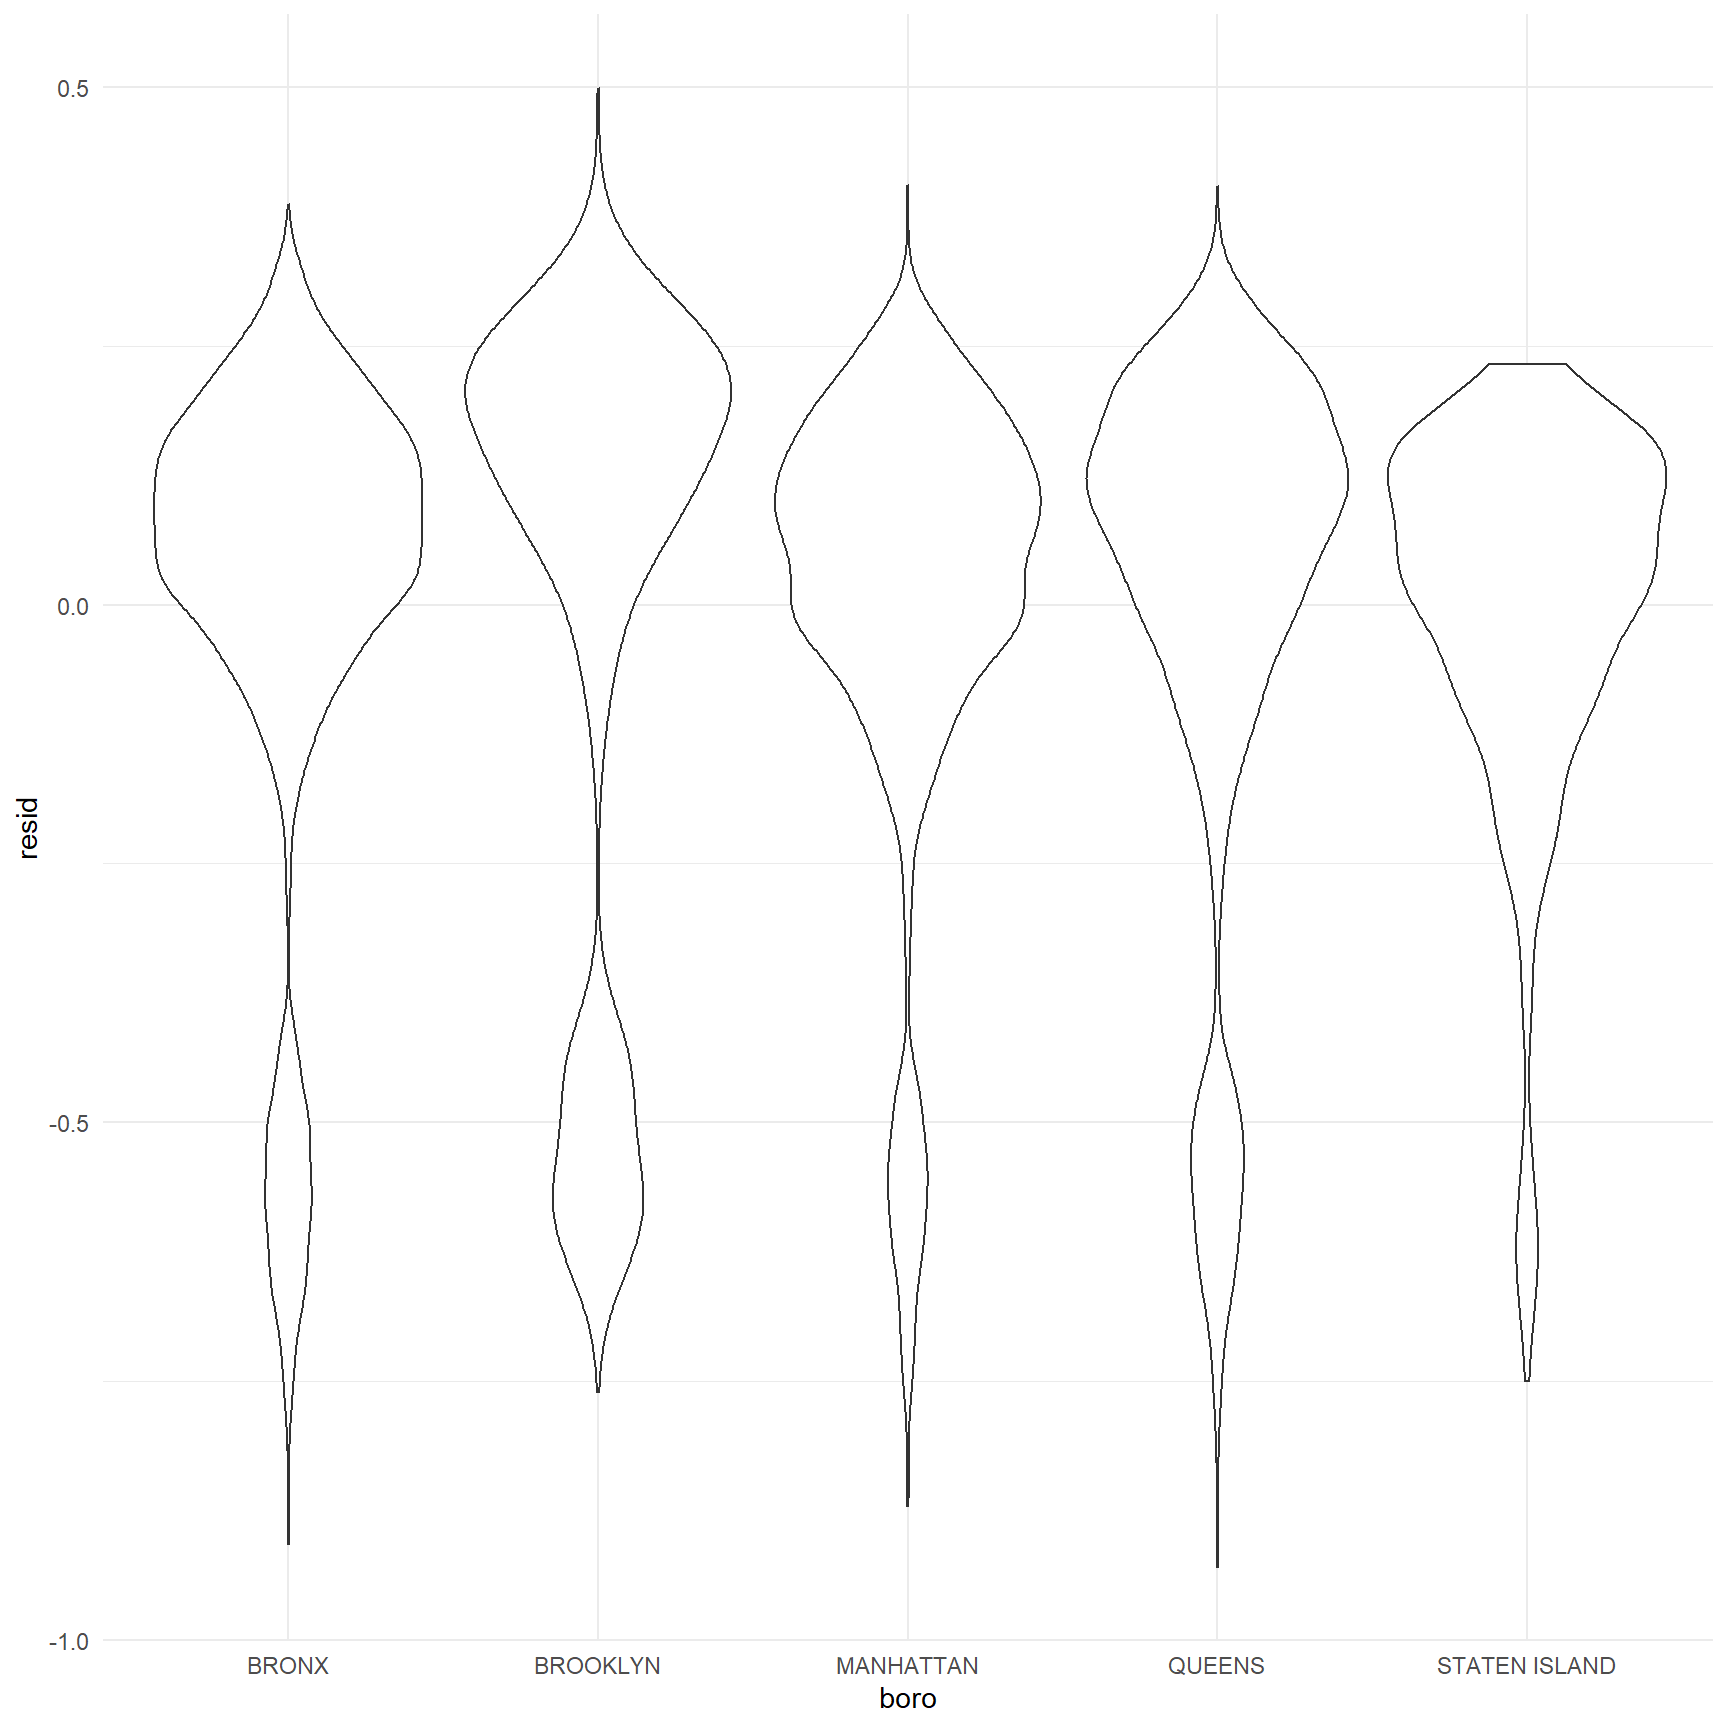 0.5
0.0
-0.5
-1.0
resid
BRONX BROOKLYN MANHATTAN QUEENS STATEN ISLAND
boro